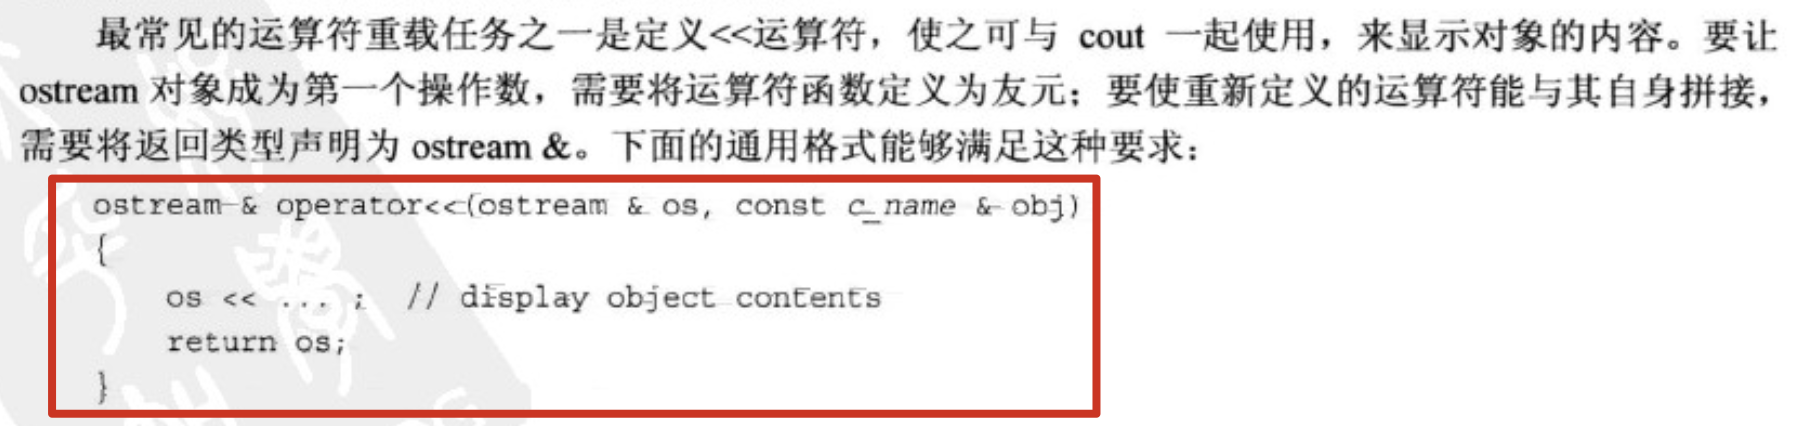 最常见的运算符重载任务之一是定义<<运算符，使之可与 cout 一起使用，来显示对象的内容。要让
ostream 对象成为第一个操作数，需要将运算符函数定义为友元；要使重新定义的运算符能与其自身拼接，
需要将返回类型声明为 ostream &。下面的通用格式能够满足这种要求：
ostream & operator<<(ostream & os, const c_name & obj)
{
os << ... ; // display object contents
return os;
}